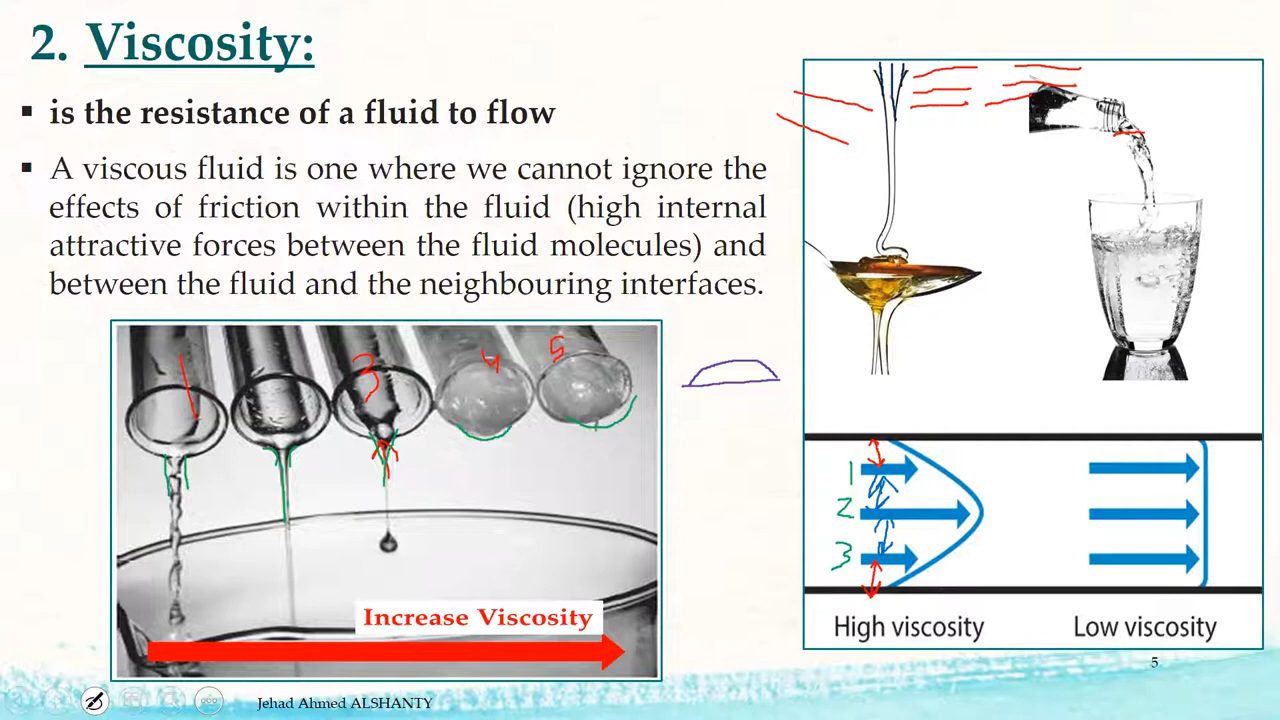 2. Viscosity:
▪ is the resistance of a fluid to flow
▪ A viscous fluid is one where we cannot ignore the
effects of friction within the fluid (high internal
attractive forces between the fluid molecules) and
between the fluid and the neighbouring interfaces.
3 4 5
Increase Viscosity
1
2
3
High viscosity Low viscosity
5
Jehad Ahmed ALSHANTY